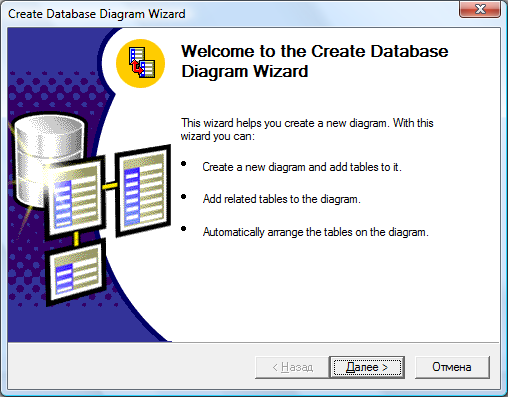 Create Database Diagram Wizard
Welcome to the Create Database
Diagram Wizard
This wizard helps you create a new diagram. With this
wizard you can:
• Create a new diagram and add tables to it.
• Add related tables to the diagram.
• Automatically arrange the tables on the diagram.
< Назад Далее > Отмена